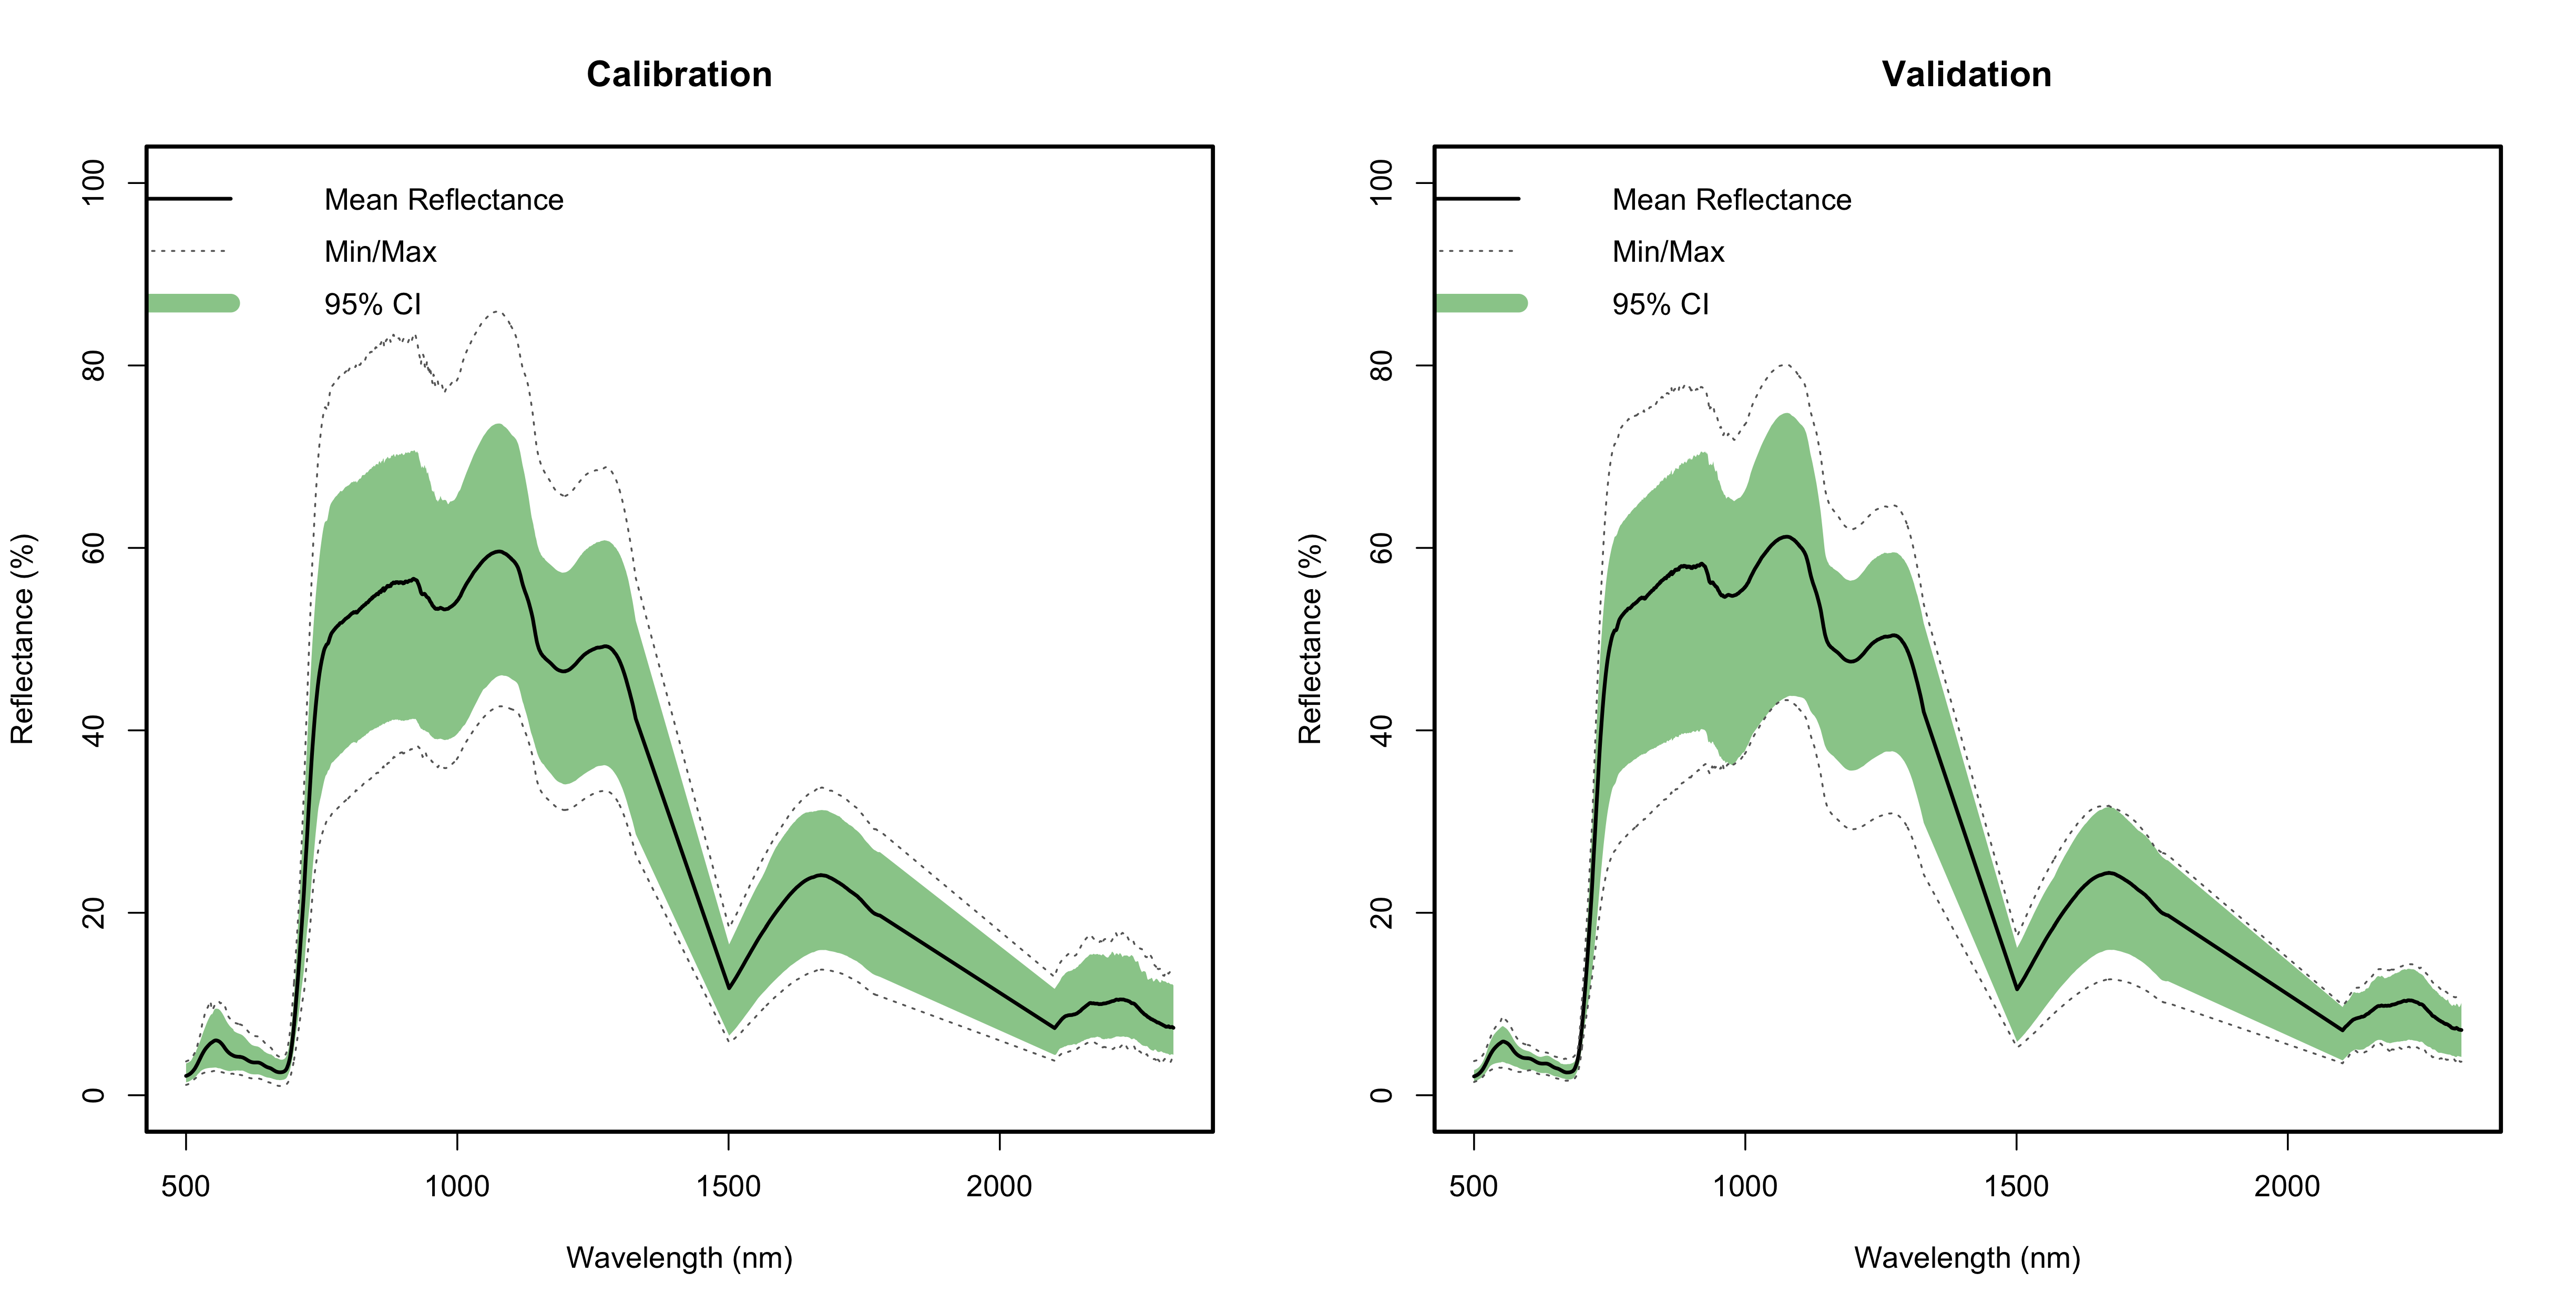 Calibration
Mean Reflectance
Min/Max
95% CI
Reflectance (%)
0
20
40
60
80
100
500
1000
1500
2000
Wavelength (nm)
Validation
Mean Reflectance
Min/Max
95% CI
Reflectance (%)
0
20
40
60
80
100
500
1000
1500
2000
Wavelength (nm)